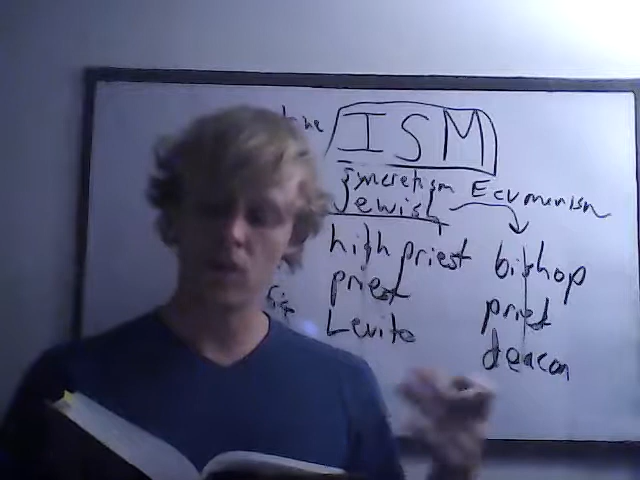 ISM
Syncretism Ecumenism
Jewish
high priest bishop
priest priest
Levite deacon